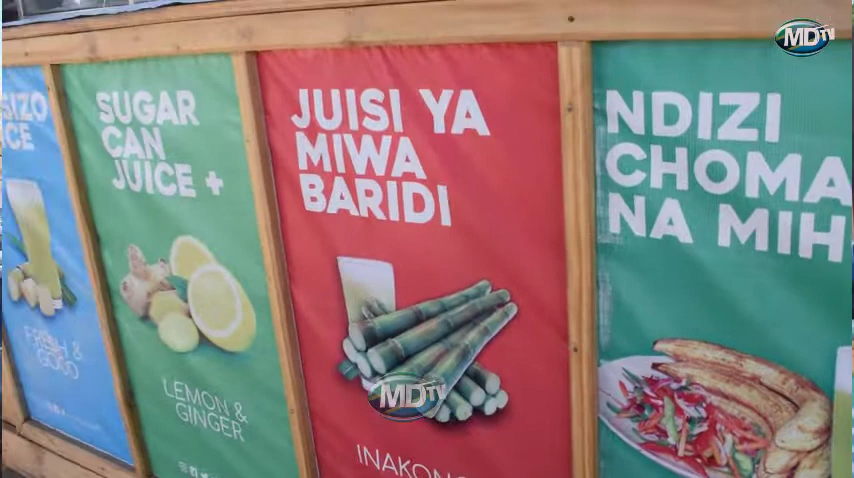 SIZO
CE
FRESH &
GOOD
SUGAR
CAN
JUICE +
LEMON &
GINGER
JUISI YA
MIWA
BARIDI
INAKON
NDIZI
CHOMA
NA MIH
MDTV
MDTV